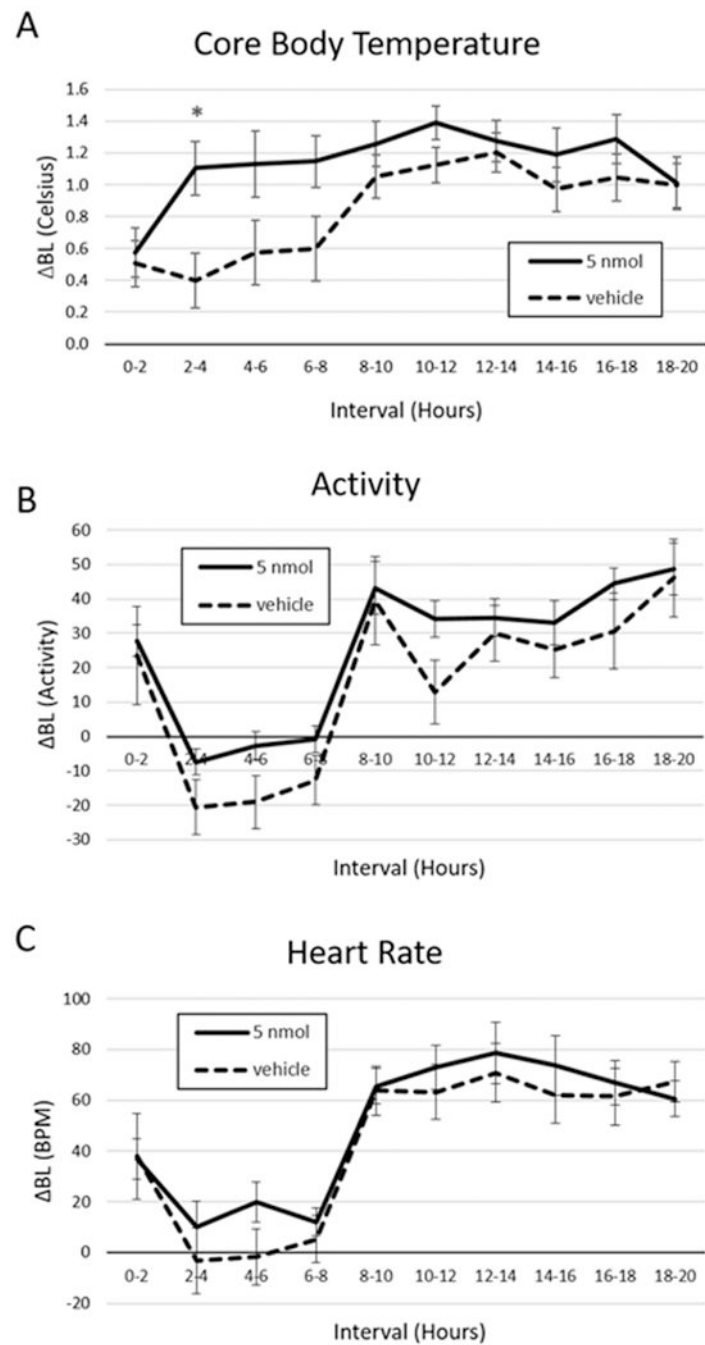 A
Core Body Temperature
1.6
*
1.4
1.2
1.0
0.8
0.6
0.4
0.2
0.0
ΔBL (Celsius)
5 nmol
vehicle
0-2 2-4 4-6 6-8 8-10 10-12 12-14 14-16 16-18 18-20
Interval (Hours)
B
Activity
60
50
40
30
20
10
0
-10
-20
-30
ΔBL (Activity)
5 nmol
vehicle
0-2 2-4 4-6 6-8 8-10 10-12 12-14 14-16 16-18 18-20
Interval (Hours)
C
Heart Rate
100
80
60
40
20
0
-20
ΔBL (BPM)
5 nmol
vehicle
0-2 2-4 4-6 6-8 8-10 10-12 12-14 14-16 16-18 18-20
Interval (Hours)